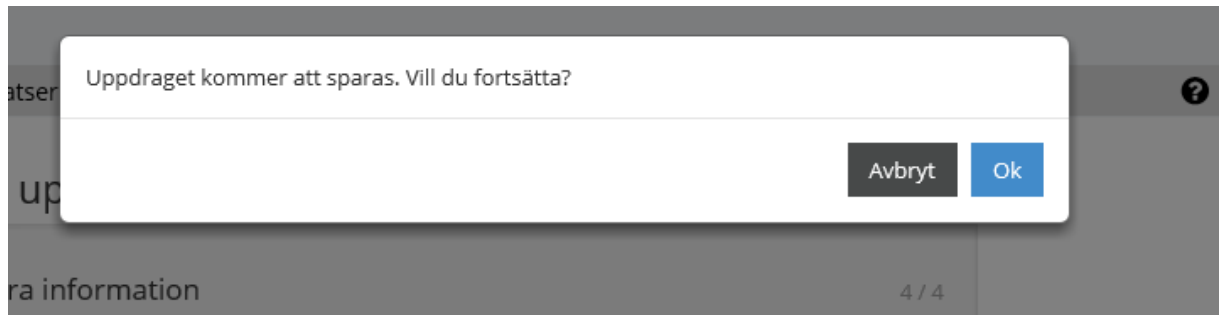 Uppdraget kommer att sparas. Vill du fortsätta?
atser
Avbryt
Ok
up
ra information
4 / 4